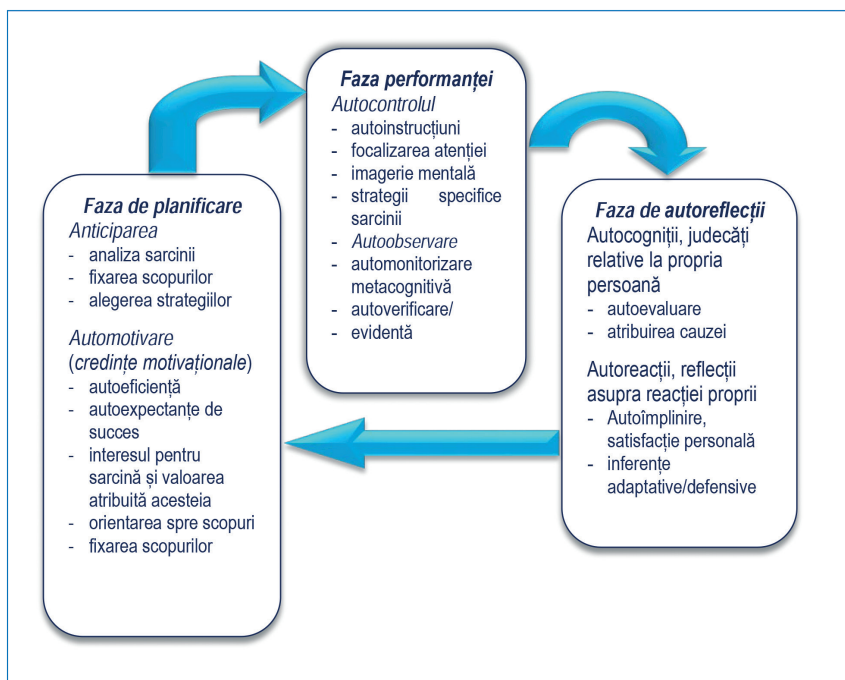 Faza de planificare
Anticiparea
- analiza sarcinii
- fixarea scopurilor
- alegerea strategiilor
Automotivare
(credințe motivaționale)
- autoeficiență
- autoexpectanțe de
succes
- interesul pentru
sarcină și valoarea
atribuită acesteia
- orientarea spre scopuri
- fixarea scopurilor
Faza performanței
Autocontrolul
- autoinstrucțiuni
- focalizarea atenției
- imagerie mentală
- strategii specifice
sarcinii
- Autoobservare
- automonitorizare
metacognitivă
- autoverificare/
- evidentă
Faza de autoreflecții
Autocogniții, judecăți
relative la propria
persoană
- autoevaluare
- atribuirea cauzei
Autoreacții, reflecții
asupra reacției proprii
- Autoîmplinire,
satisfacție personală
- inferențe
adaptative/defensive